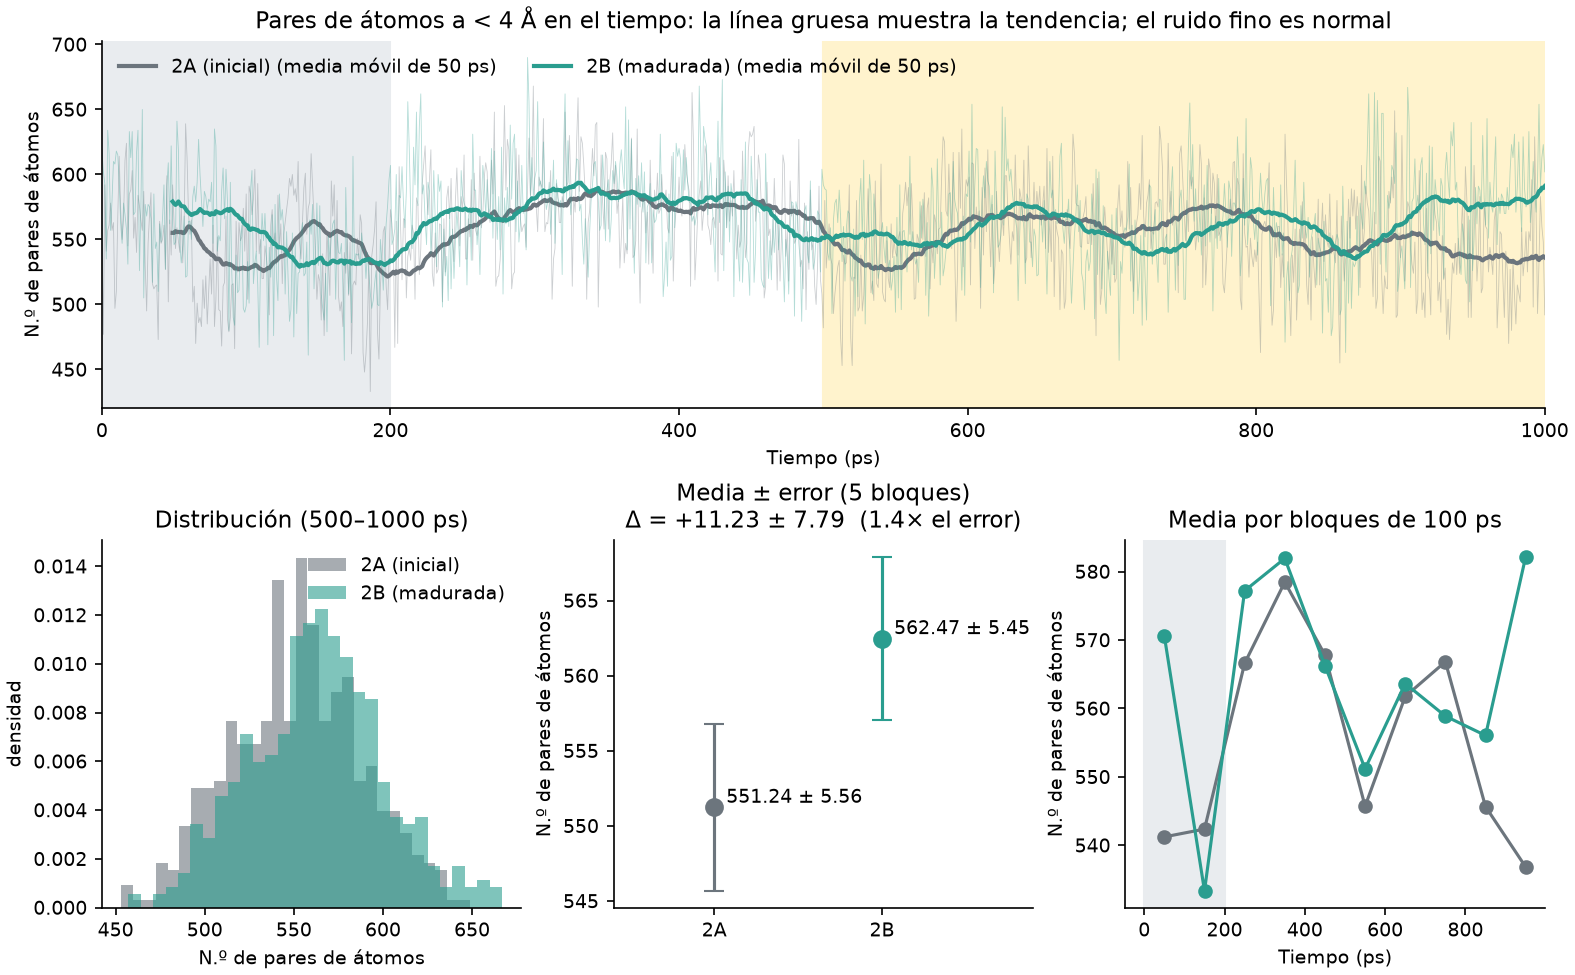 Pares de átomos a < 4 Å en el tiempo: la línea gruesa muestra la tendencia; el ruido fino es normal
2A (inicial) (media móvil de 50 ps)
2B (madurada) (media móvil de 50 ps)
N.º de pares de átomos
700
650
600
550
500
450
0
200
400
600
800
1000
Tiempo (ps)
Distribución (500–1000 ps)
2A (inicial)
2B (madurada)
densidad
0.014
0.012
0.010
0.008
0.006
0.004
0.002
0.000
450
500
550
600
650
N.º de pares de átomos
Media ± error (5 bloques)
Δ = +11.23 ± 7.79  (1.4× el error)
N.º de pares de átomos
565
560
555
550
545
562.47 ± 5.45
551.24 ± 5.56
2A
2B
Media por bloques de 100 ps
N.º de pares de átomos
580
570
560
550
540
0
200
400
600
800
Tiempo (ps)